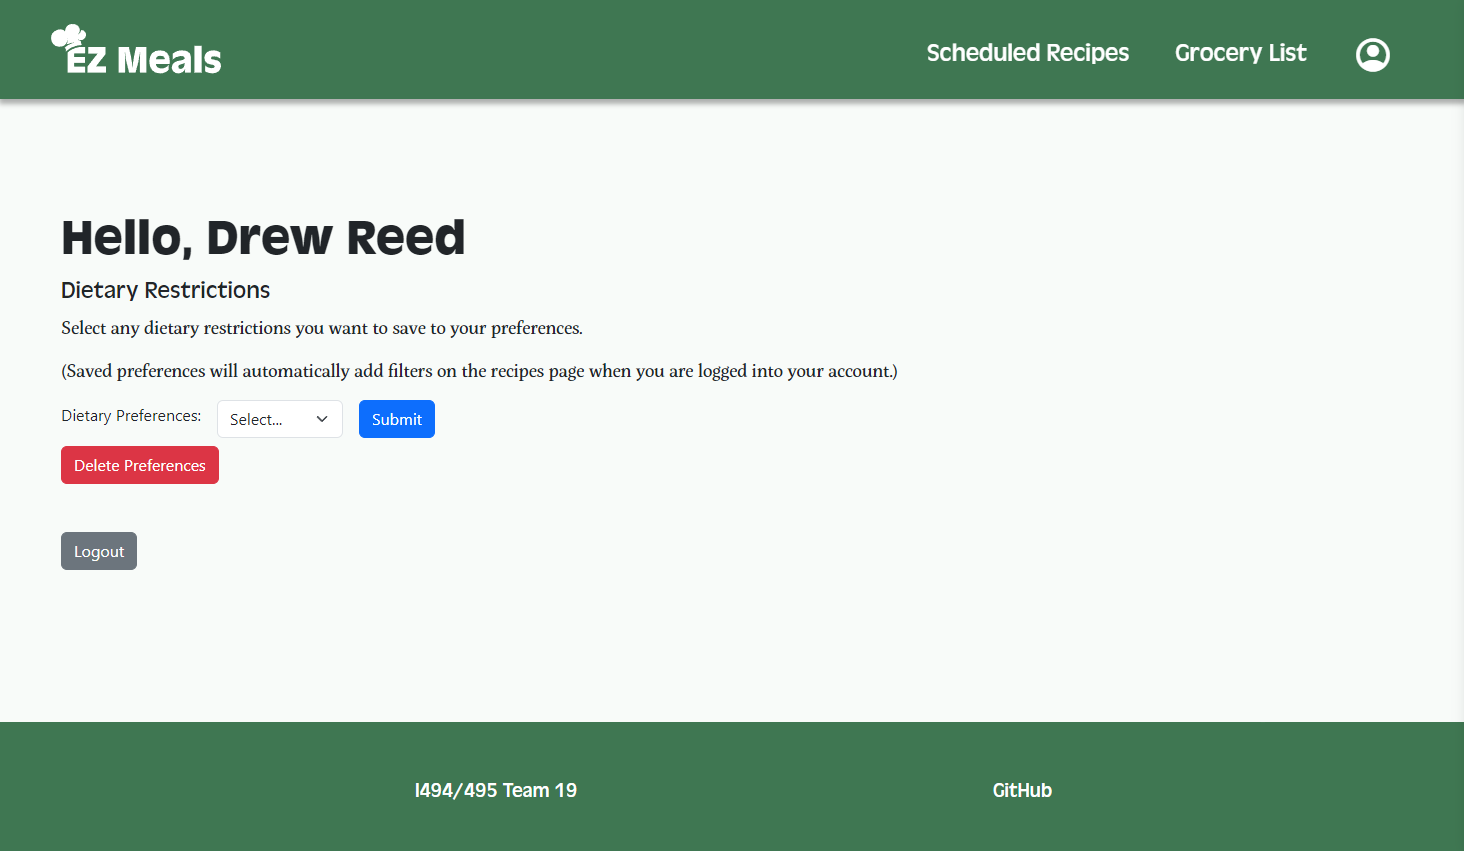 EZ Meals
Scheduled Recipes
Grocery List
Hello, Drew Reed
Dietary Restrictions
Select any dietary restrictions you want to save to your preferences.
(Saved preferences will automatically add filters on the recipes page when you are logged into your account.)
Dietary Preferences:
Select...
Submit
Delete Preferences
Logout
I494/495 Team 19
GitHub